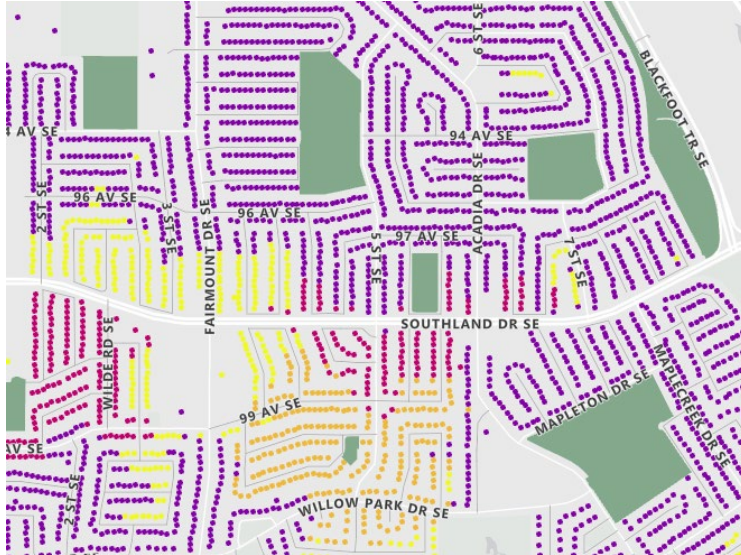 6 ST SE
BLACKFOOT TR SE
4 AV SE
94 AV SE
2 ST SE
96 AV SE
3 ST SE
FAIRMOUNT DR SE
96 AV SE
5 ST SE
97 AV SE
ACADIA DR SE
7 ST SE
SOUTHLAND DR SE
WILDE RD SE
99 AV SE
MAPLETON DR SE
MAPLECREEK DR SE
AV SE
2 ST SE
WILLOW PARK DR SE